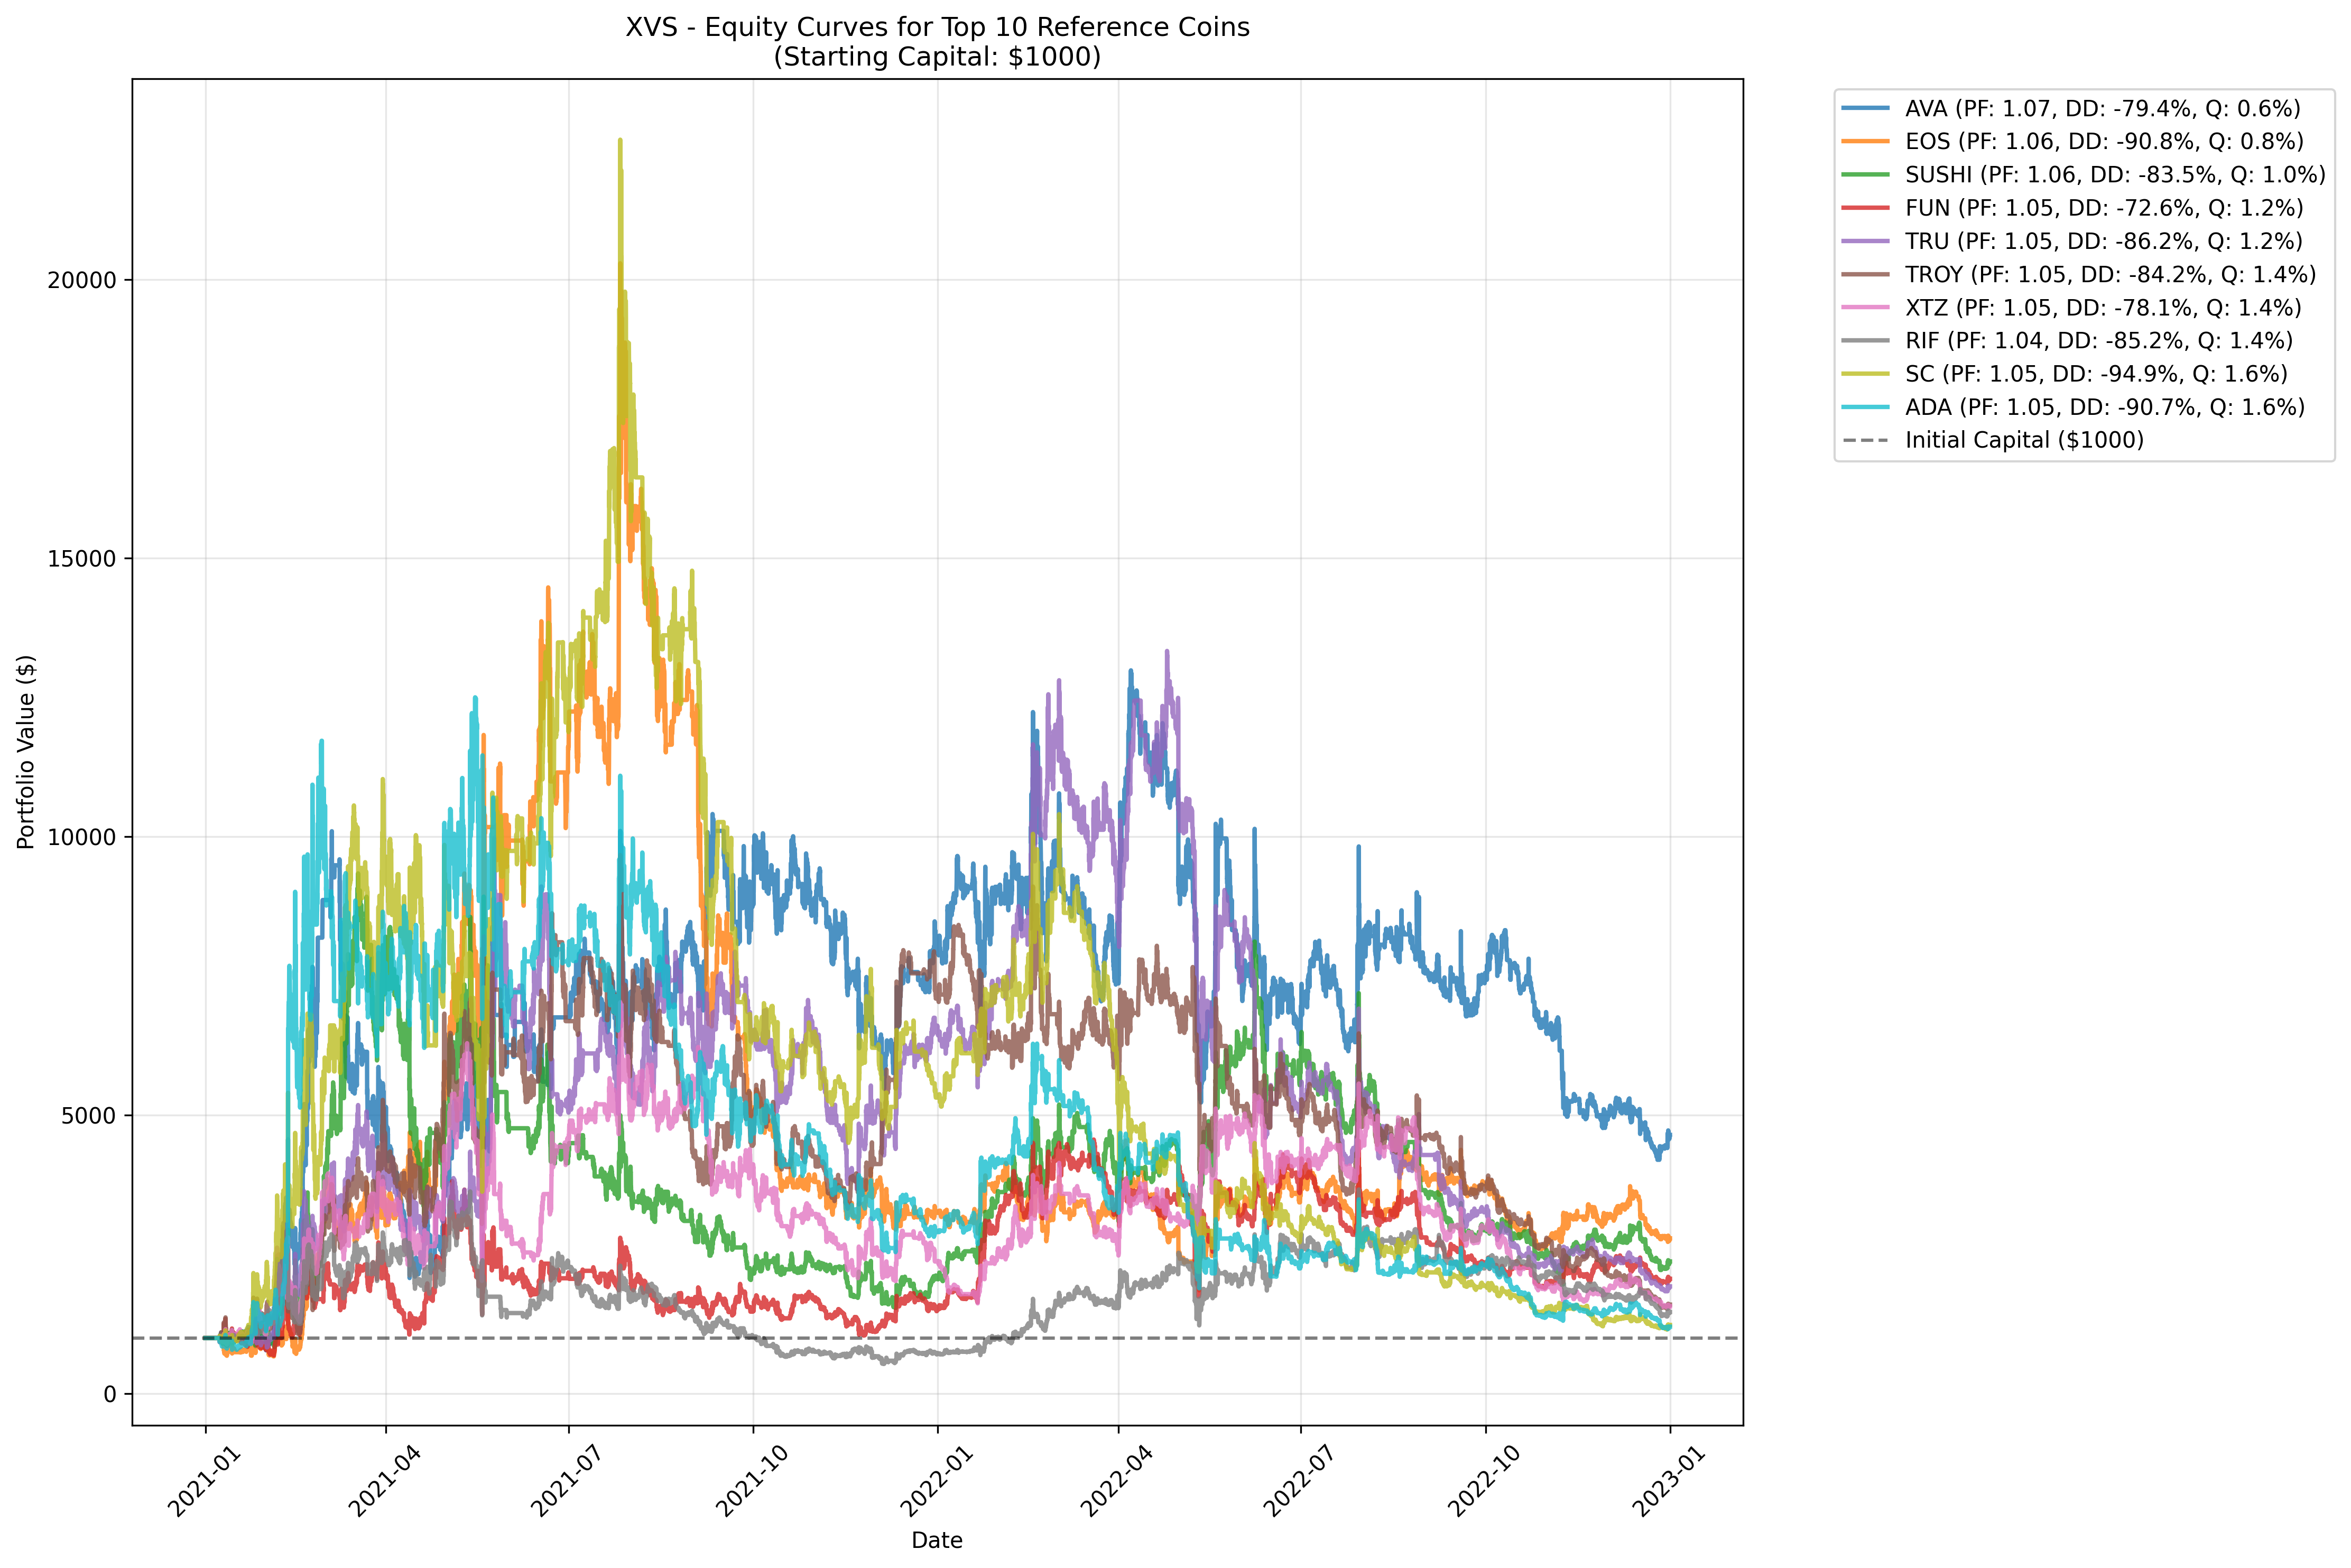 XVS - Equity Curves for Top 10 Reference Coins
(Starting Capital: $1000)
Portfolio Value ($)
20000
15000
10000
5000
0
2021-01
2021-04
2021-07
2021-10
2022-01
2022-04
2022-07
2022-10
2023-01
Date
AVA (PF: 1.07, DD: -79.4%, Q: 0.6%)
EOS (PF: 1.06, DD: -90.8%, Q: 0.8%)
SUSHI (PF: 1.06, DD: -83.5%, Q: 1.0%)
FUN (PF: 1.05, DD: -72.6%, Q: 1.2%)
TRU (PF: 1.05, DD: -86.2%, Q: 1.2%)
TROY (PF: 1.05, DD: -84.2%, Q: 1.4%)
XTZ (PF: 1.05, DD: -78.1%, Q: 1.4%)
RIF (PF: 1.04, DD: -85.2%, Q: 1.4%)
SC (PF: 1.05, DD: -94.9%, Q: 1.6%)
ADA (PF: 1.05, DD: -90.7%, Q: 1.6%)
Initial Capital ($1000)